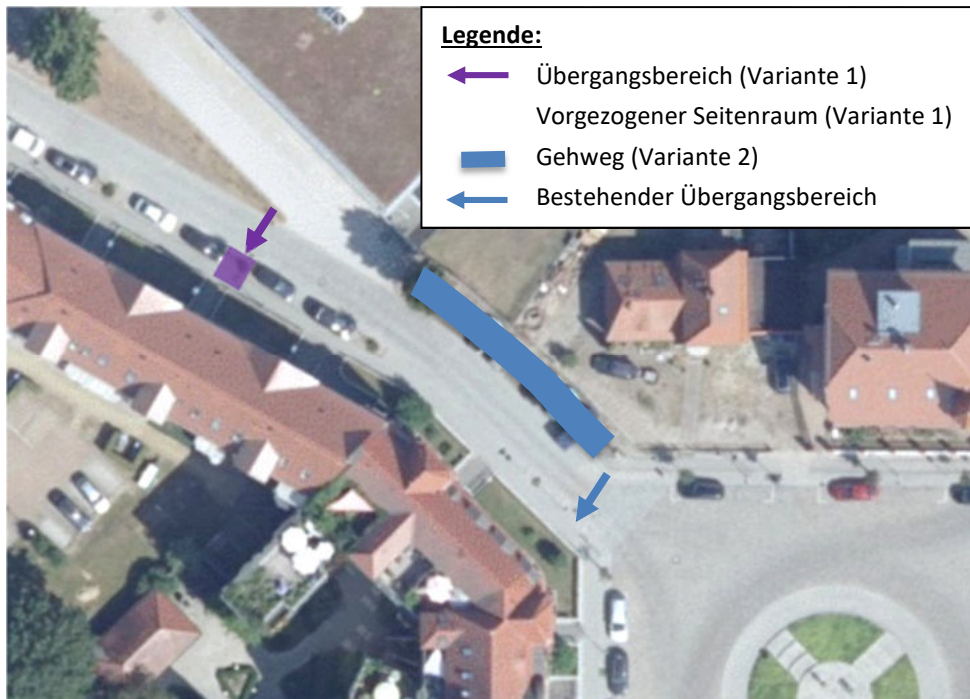 Legende:
Übergangsbereich (Variante 1)
Vorgezogener Seitenraum (Variante 1)
Gehweg (Variante 2)
Bestehender Übergangsbereich